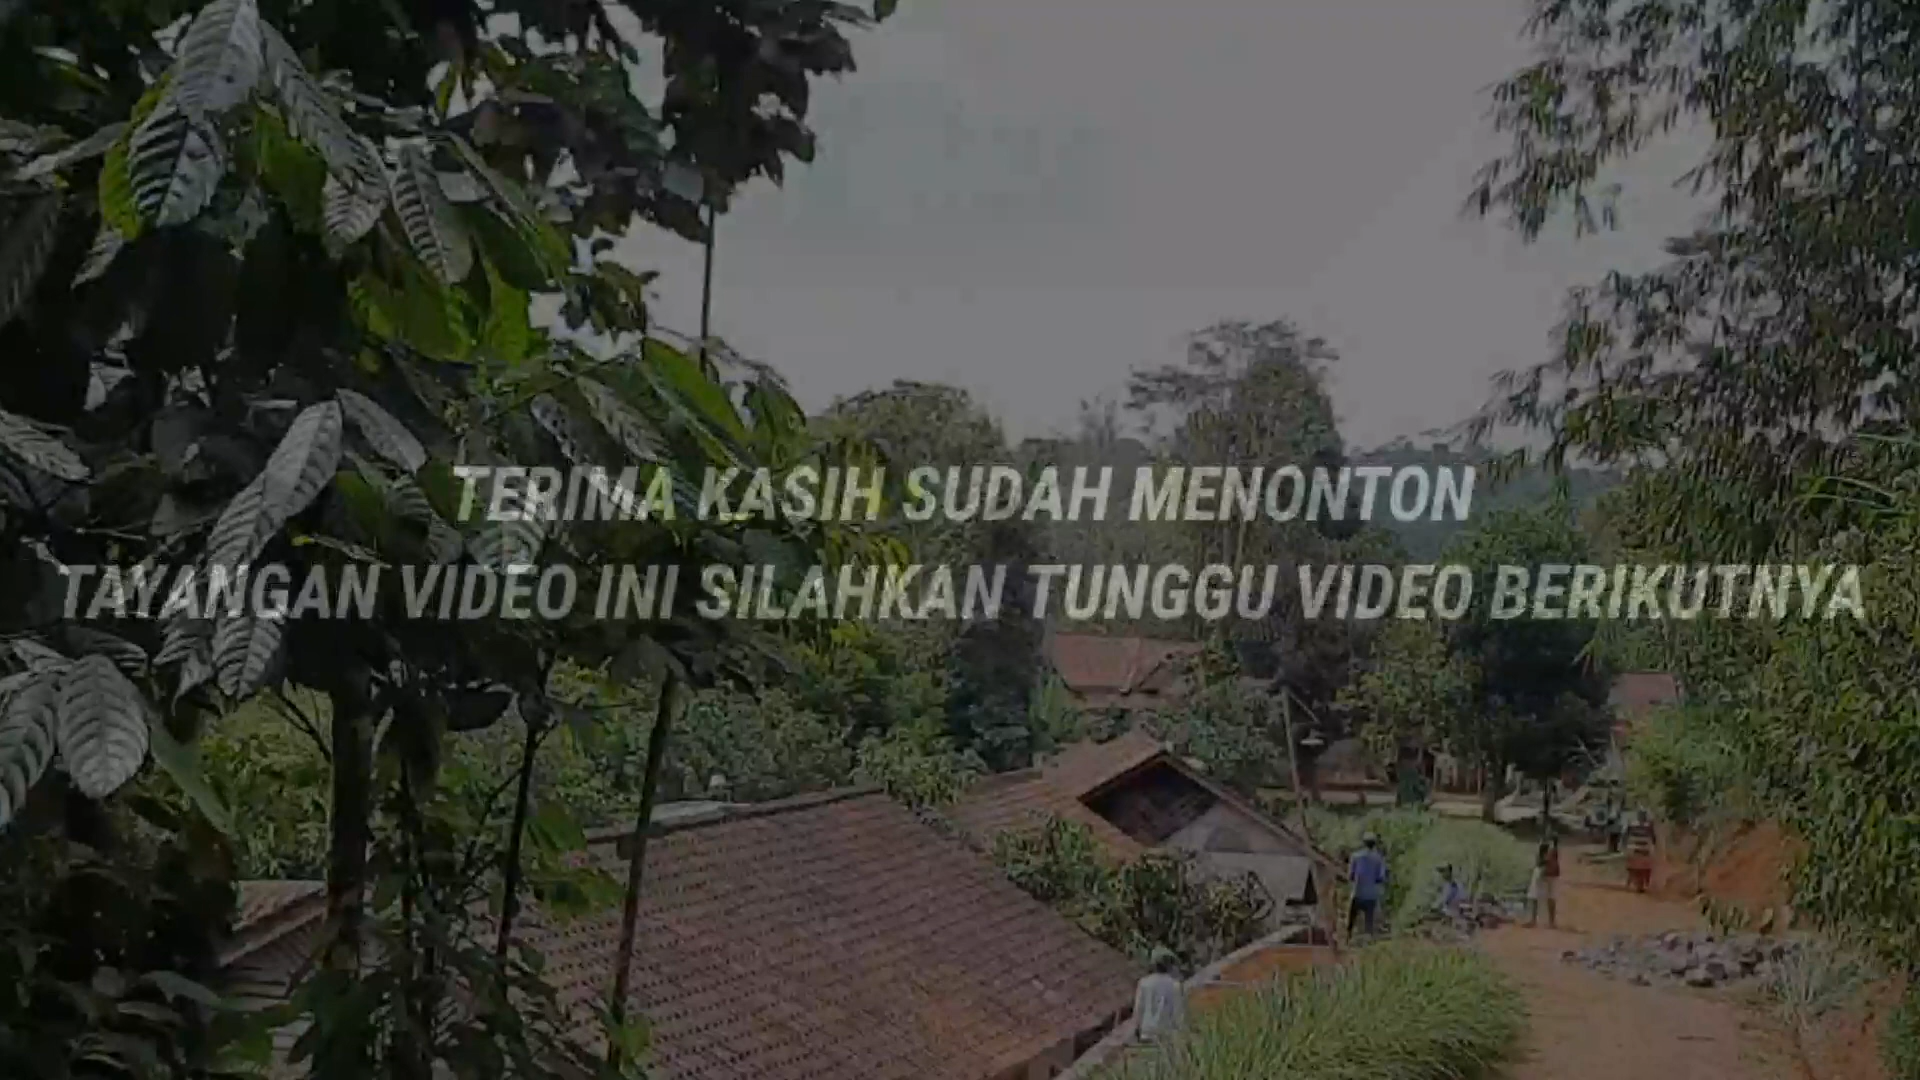 TERIMA KASIH SUDAH MENONTON
TAYANGAN VIDEO INI SILAHKAN TUNGGU VIDEO BERIKUTNYA